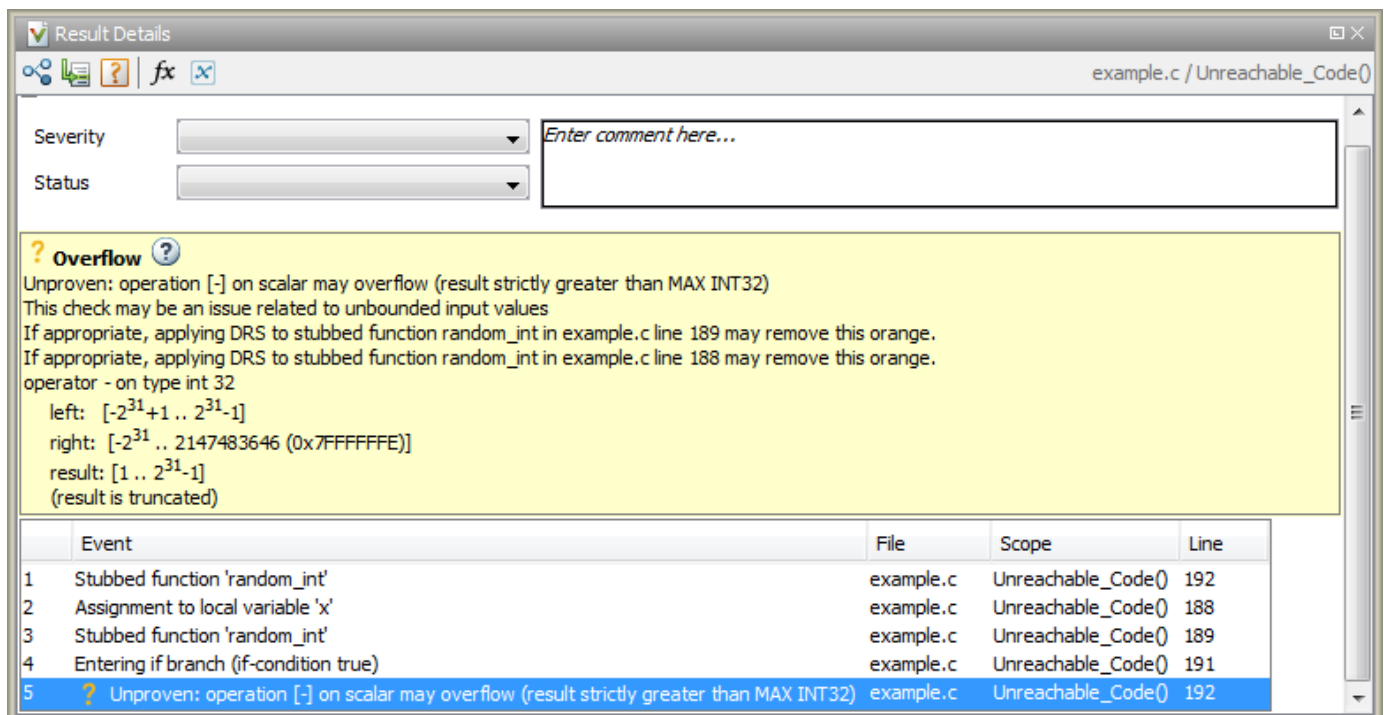 Result Details
fx x example.c / Unreachable_Code()
Severity
Enter comment here...
Status
? Overflow ?
Unproven: operation [-] on scalar may overflow (result strictly greater than MAX INT32)
This check may be an issue related to unbounded input values
If appropriate, applying DRS to stubbed function random_int in example.c line 189 may remove this orange.
If appropriate, applying DRS to stubbed function random_int in example.c line 188 may remove this orange.
operator - on type int 32
left: [-2^31+1 .. 2^31-1]
right: [-2^31 .. 2147483646 (0x7FFFFFFE)]
result: [1 .. 2^31-1]
(result is truncated)
Event File Scope Line
1 Stubbed function 'random_int' example.c Unreachable_Code() 192
2 Assignment to local variable 'x' example.c Unreachable_Code() 188
3 Stubbed function 'random_int' example.c Unreachable_Code() 189
4 Entering if branch (if-condition true) example.c Unreachable_Code() 191
5 ? Unproven: operation [-] on scalar may overflow (result strictly greater than MAX INT32) example.c Unreachable_Code() 192